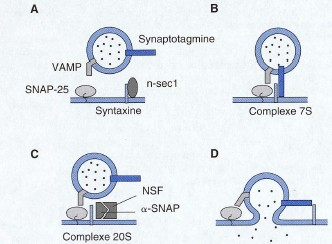 A
Synaptotagmine
VAMP
SNAP-25
n-sec1
Syntaxine
B
Complexe 7S
C
NSF
α-SNAP
Complexe 20S
D